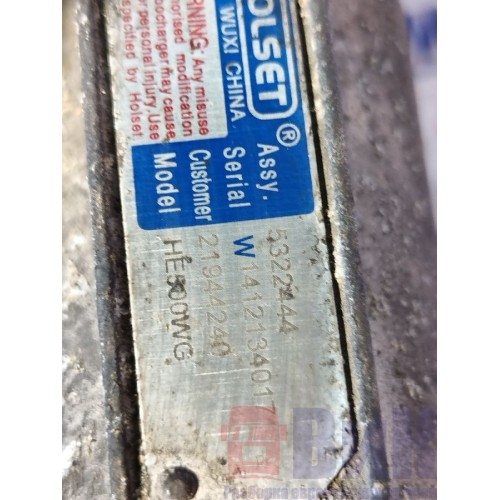 HOLSET®
WUXI CHINA
WARNING: Any misuse
modification
turbocharger may cause
or personal injury. Use
specified by Holset.
Assy. 5322444
Serial W141213401
Customer 21944240
Model HE500WG